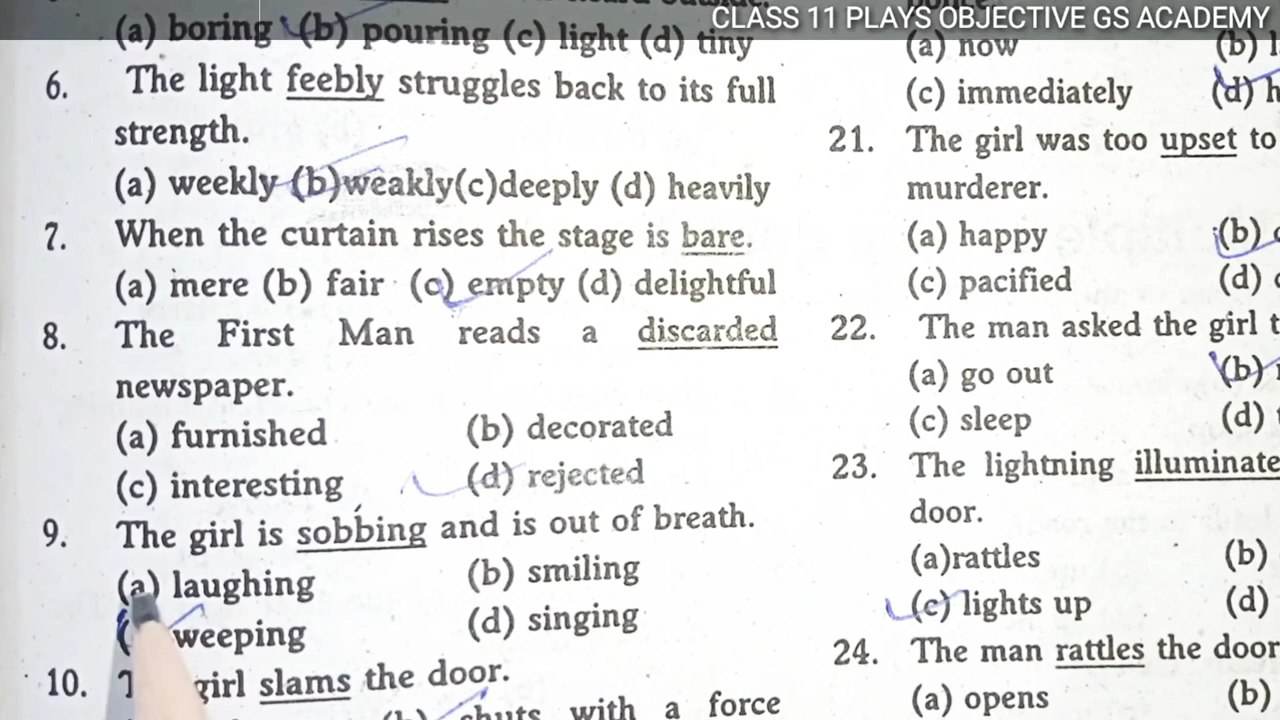 CLASS 11 PLAYS OBJECTIVE GS ACADEMY
(a) boring (b) pouring (c) light (d) tiny
6. The light feebly struggles back to its full
strength.
(a) weekly (b)weakly(c)deeply (d) heavily
7. When the curtain rises the stage is bare.
(a) mere (b) fair (c) empty (d) delightful
8. The First Man reads a discarded
newspaper.
(a) furnished (b) decorated
(c) interesting (d) rejected
9. The girl is sobbing and is out of breath.
(a) laughing (b) smiling
weeping (d) singing
10. girl slams the door.
(b) shuts with a force
(a) now (b)
(c) immediately (d)
21. The girl was too upset to
murderer.
(a) happy (b)
(c) pacified (d)
22. The man asked the girl
(a) go out (b)
(c) sleep (d)
23. The lightning illuminate
door.
(a)rattles (b)
(c) lights up (d)
24. The man rattles the door
(a) opens (b)